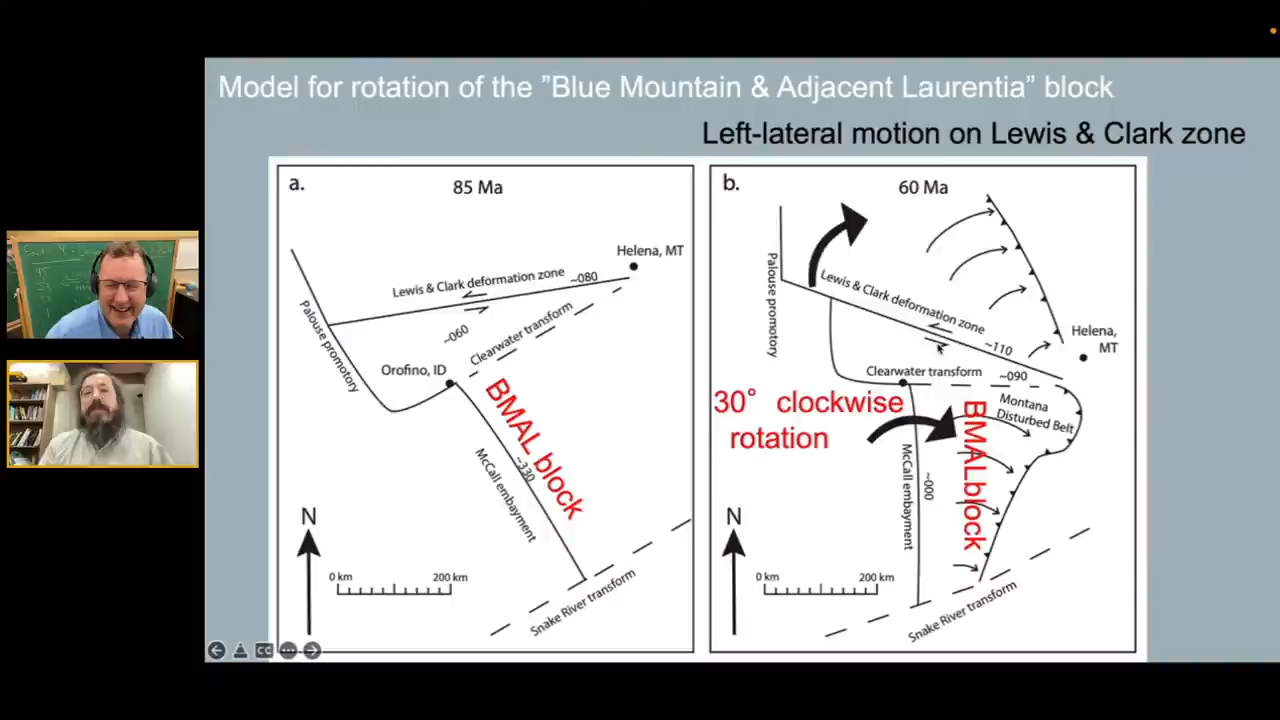 Model for rotation of the ”Blue Mountain & Adjacent Laurentia” block
Left-lateral motion on Lewis & Clark zone
a.
85 Ma
Helena, MT
Lewis & Clark deformation zone
~080
~060
Clearwater transform
Palouse promotory
Orofino, ID
BMAL block
~330
McCall embayment
N
0 km
200 km
Snake River transform
b.
60 Ma
Palouse promotory
Lewis & Clark deformation zone
~110
Helena,
MT
Clearwater transform
~090
Montana
Disturbed Belt
30° clockwise
rotation
BMAL block
McCall embayment
~000
N
0 km
200 km
Snake River transform
CC